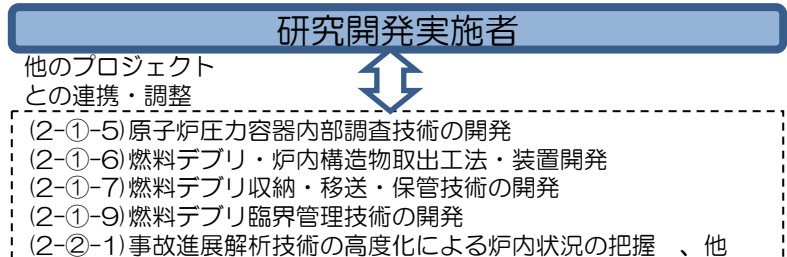 研究開発実施者
他のプロジェクト
との連携・調整
(2-①-5)原子炉圧力容器内部調査技術の開発
(2-①-6)燃料デブリ・炉内構造物取出工法・装置開発
(2-①-7)燃料デブリ収納・移送・保管技術の開発
(2-①-9)燃料デブリ臨界管理技術の開発
(2-②-1)事故進展解析技術の高度化による炉内状況の把握　、他